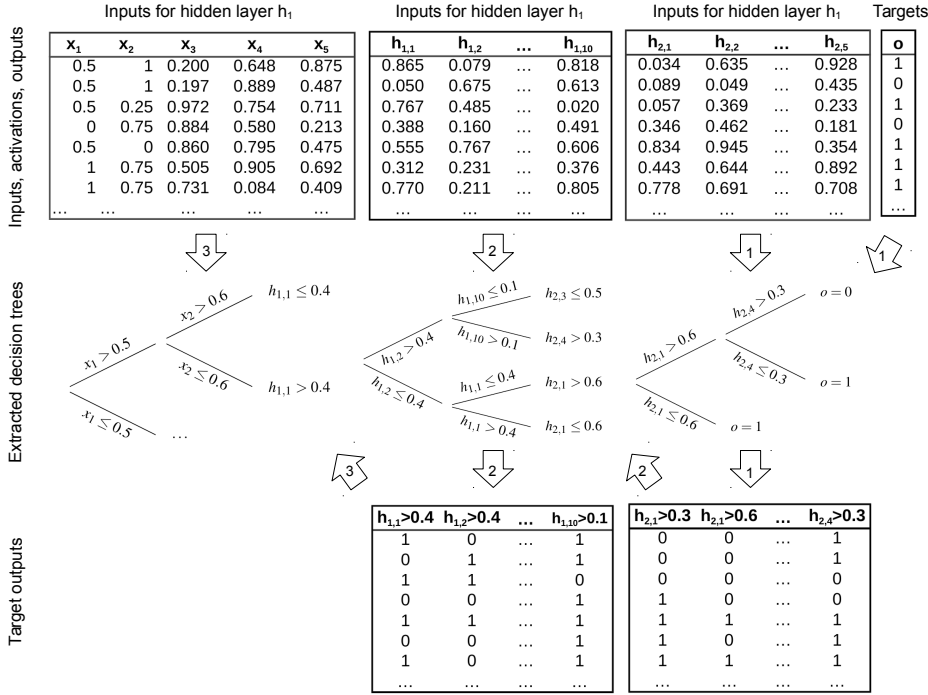 Inputs for hidden layer h₁
Inputs for hidden layer h₁
Inputs for hidden layer h₁
Targets
Inputs, activations, outputs
x₁ x₂ x₃ x₄ x₅
0.5 1 0.200 0.648 0.875
0.5 1 0.197 0.889 0.487
0.5 0.25 0.972 0.754 0.711
0 0.75 0.884 0.580 0.213
0.5 0 0.860 0.795 0.475
1 0.75 0.505 0.905 0.692
1 0.75 0.731 0.084 0.409
... ... ... ... ...
h₁,₁ h₁,₂ ... h₁,₁₀
0.865 0.079 ... 0.818
0.050 0.675 ... 0.613
0.767 0.485 ... 0.020
0.388 0.160 ... 0.491
0.555 0.767 ... 0.606
0.312 0.231 ... 0.376
0.770 0.211 ... 0.805
... ... ... ...
h₂,₁ h₂,₂ ... h₂,₅
0.034 0.635 ... 0.928
0.089 0.049 ... 0.435
0.057 0.369 ... 0.233
0.346 0.462 ... 0.181
0.834 0.945 ... 0.354
0.443 0.644 ... 0.892
0.778 0.691 ... 0.708
... ... ... ...
o
1
0
1
0
1
1
1
...
3
2
1
1
Extracted decision trees
x₁ > 0.5
x₂ > 0.6
h₁,₁ ≤ 0.4
x₂ ≤ 0.6
h₁,₁ > 0.4
x₁ ≤ 0.5
...
h₁,₂ > 0.4
h₁,₁₀ ≤ 0.1
h₂,₃ ≤ 0.5
h₁,₁₀ > 0.1
h₂,₄ > 0.3
h₁,₂ ≤ 0.4
h₁,₁ ≤ 0.4
h₂,₁ > 0.6
h₁,₁ > 0.4
h₂,₁ ≤ 0.6
h₂,₁ > 0.6
h₂,₄ > 0.3
o = 0
h₂,₄ ≤ 0.3
o = 1
h₂,₁ ≤ 0.6
o = 1
3
2
2
1
Target outputs
h₁,₁>0.4 h₁,₂>0.4 ... h₁,₁₀>0.1
1 0 ... 1
0 1 ... 1
1 1 ... 0
0 0 ... 1
1 1 ... 1
0 0 ... 1
1 0 ... 1
... ... ... ...
h₂,₁>0.3 h₂,₁>0.6 ... h₂,₄>0.3
0 0 ... 1
0 0 ... 1
0 0 ... 0
1 0 ... 0
1 1 ... 1
1 0 ... 1
1 1 ... 1
... ... ... ...